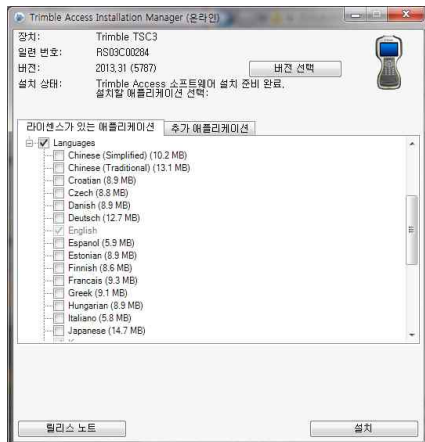 Trimble Access Installation Manager (온라인)
장치: Trimble TSC3
일련 번호: RS03C00284
버전: 2013,31 (5787) 버전 선택
설치 상태: Trimble Access 소프트웨어 설치 준비 완료.
설치할 애플리케이션 선택:
라이센스가 있는 애플리케이션 추가 애플리케이션
Languages
Chinese (Simplified) (10.2 MB)
Chinese (Traditional) (13.1 MB)
Croatian (8.9 MB)
Czech (8.8 MB)
Danish (8.9 MB)
Deutsch (12.7 MB)
English
Espanol (5.9 MB)
Estonian (8.9 MB)
Finnish (8.6 MB)
Francais (9.3 MB)
Greek (9.1 MB)
Hungarian (8.9 MB)
Italiano (5.8 MB)
Japanese (14.7 MB)
릴리스 노트 설치